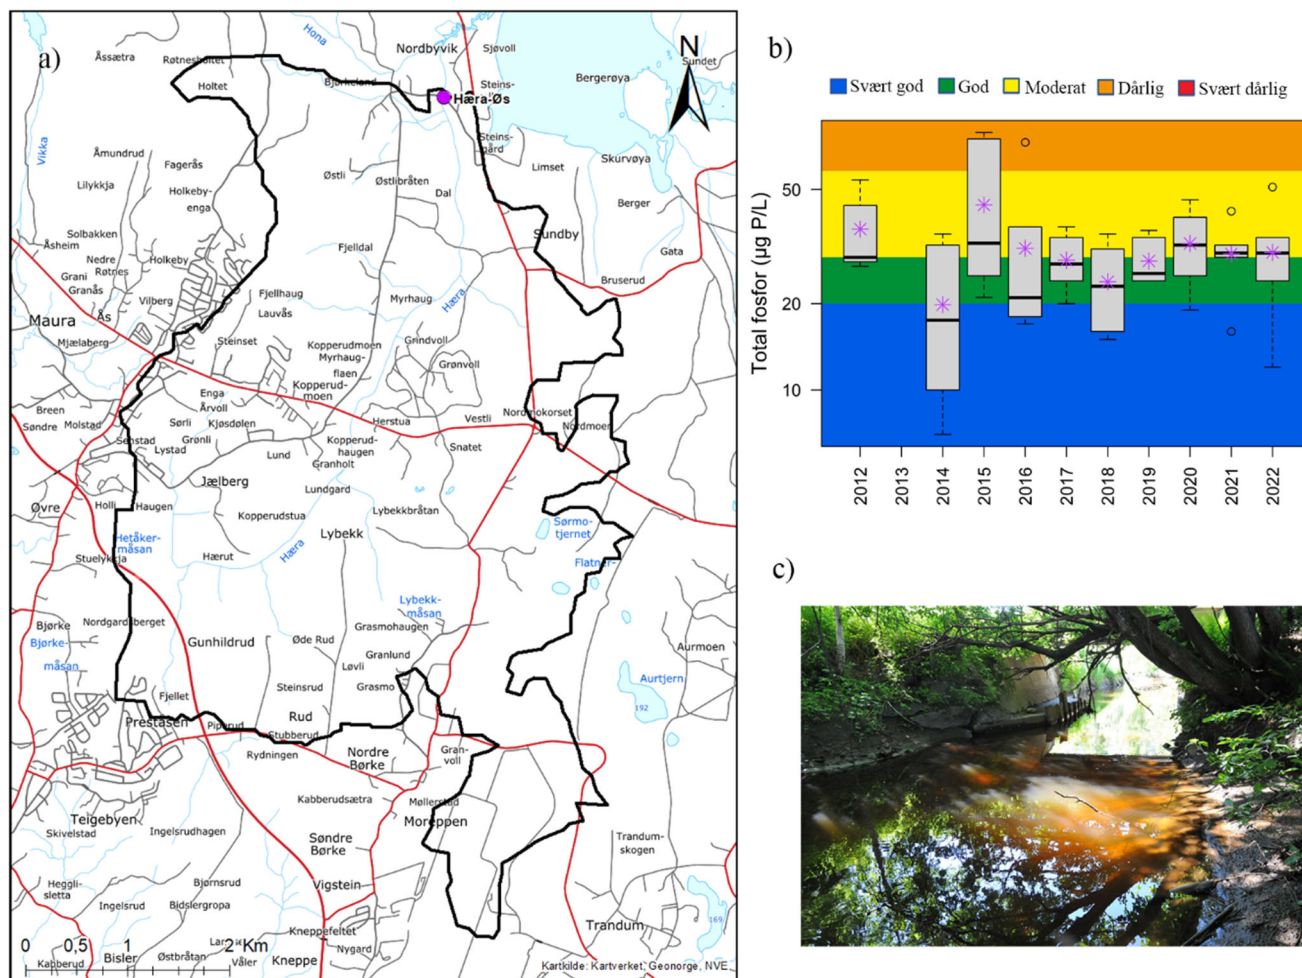 a)
Hona
Nordbyvik
Sjøvoll
N
Sundet
Åssætra
Røtnesholtet
Bjørkeland
Steins-
Bergerøya
Holtet
Hæra-Øs
Vikka
Åmundrud
Fagerås
Steins-
gård
Limset
Skurvøya
Lilykkja
Holkeby-
enga
Østli
Østlibråten
Dal
Berger
Solbakken
Åsheim
Nedre
Røtnes
Holkeby
Fjelldal
Sundby
Gata
Grani
Granås
Bruserud
Vilberg
Fjellhaug
Myrhaug
Hæra
Ås
Lauvås
Maura
Mjælaberg
Steinset
Kopperudmoen
Myrhaug-
flaen
Grindvoll
Grønvoll
Enga
Kopperud-
moen
Breen
Årvoll
Søndre
Molstad
Sørli
Kjøsdølen
Herstua
Vestli
Nordmokorset
Nordmoen
Senstad
Grønli
Kopperud-
haugen
Snatet
Lystad
Lund
Granholt
Jælberg
Lundgard
Øvre
Holli
Haugen
Kopperudstua
Lybekkbråtan
Sørmo-
tjernet
Hetåker-
måsan
Lybekk
Stuelykkja
Hærut
Hæra
Flatner-
Lybekk-
måsan
Bjørke
Nordgardsberget
Grasmohaugen
Bjørke-
måsan
Gunhildrud
Øde Rud
Granlund
Aurmoen
Løvli
Aurtjern
Fjellet
Steinsrud
Grasmo
192
Preståsen
Piperud
Rud
Stubberud
Rydningen
Nordre
Børke
Gran-
voll
Kabberudsætra
Møllerstad
Teigebyen
Moreppen
Skivelstad
Ingelsrudhagen
Søndre
Børke
Trandum-
skogen
Heggli-
sletta
Bjørnsrud
Vigstein
Ingelsrud
Bidslergropa
Kneppefeltet
Trandum
169
0 0,5 1 2 Km
Nygard
Kabberud
Bisler
Østbråtan
Våler
Kneppe
Kartkilde: Kartverket, Geonorge, NVE
b)
Svært god God Moderat Dårlig Svært dårlig
Total fosfor (µg P/L)
50
20
10
2012 2013 2014 2015 2016 2017 2018 2019 2020 2021 2022
c)